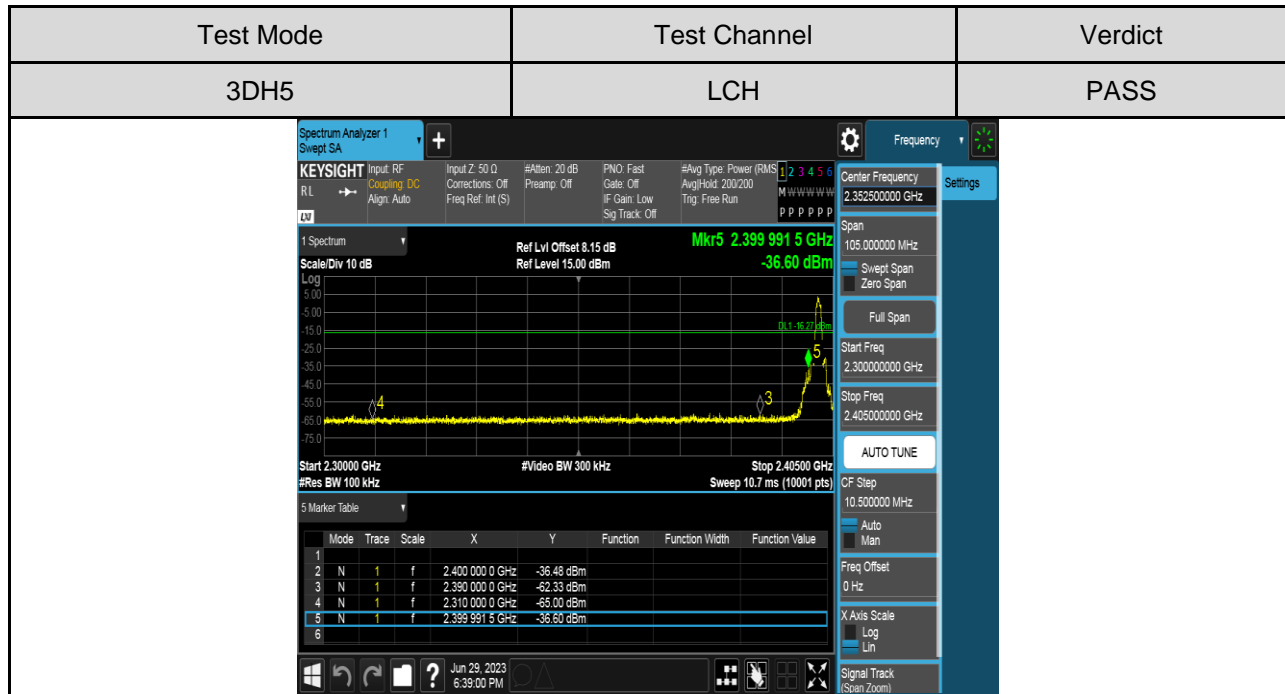 Test Mode Test Channel Verdict
3DH5 LCH PASS
Spectrum Analyzer 1
Swept SA
+
Frequency
KEYSIGHT Input: RF Input Z: 50 Ω #Atten: 20 dB PNO: Fast #Avg Type: Power (RMS 1 2 3 4 5 6
RL Coupling: DC Corrections: Off Preamp: Off Gate: Off Avg|Hold: 200/200 M W W W W W
Align: Auto Freq Ref: Int (S) IF Gain: Low Trig: Free Run
LXI Sig Track: Off P P P P P P
Center Frequency
2.352500000 GHz
Settings
Span
105.000000 MHz
Swept Span
Zero Span
Full Span
Start Freq
2.300000000 GHz
Stop Freq
2.405000000 GHz
AUTO TUNE
CF Step
10.500000 MHz
Auto
Man
Freq Offset
0 Hz
X Axis Scale
Log
Lin
Signal Track
(Span Zoom)
1 Spectrum Ref Lvl Offset 8.15 dB Mkr5 2.399 991 5 GHz
Scale/Div 10 dB Ref Level 15.00 dBm -36.60 dBm
Log
5.00
-5.00
-15.0 DL1 -16.27 dBm
-25.0 5
-35.0
-45.0
-55.0 4 3
-65.0
-75.0
Start 2.30000 GHz #Video BW 300 kHz Stop 2.40500 GHz
#Res BW 100 kHz Sweep 10.7 ms (10001 pts)
5 Marker Table
Mode Trace Scale X Y Function Function Width Function Value
1
2 N 1 f 2.400 000 0 GHz -36.48 dBm
3 N 1 f 2.390 000 0 GHz -62.33 dBm
4 N 1 f 2.310 000 0 GHz -65.00 dBm
5 N 1 f 2.399 991 5 GHz -36.60 dBm
6
? Jun 29, 2023
6:39:00 PM